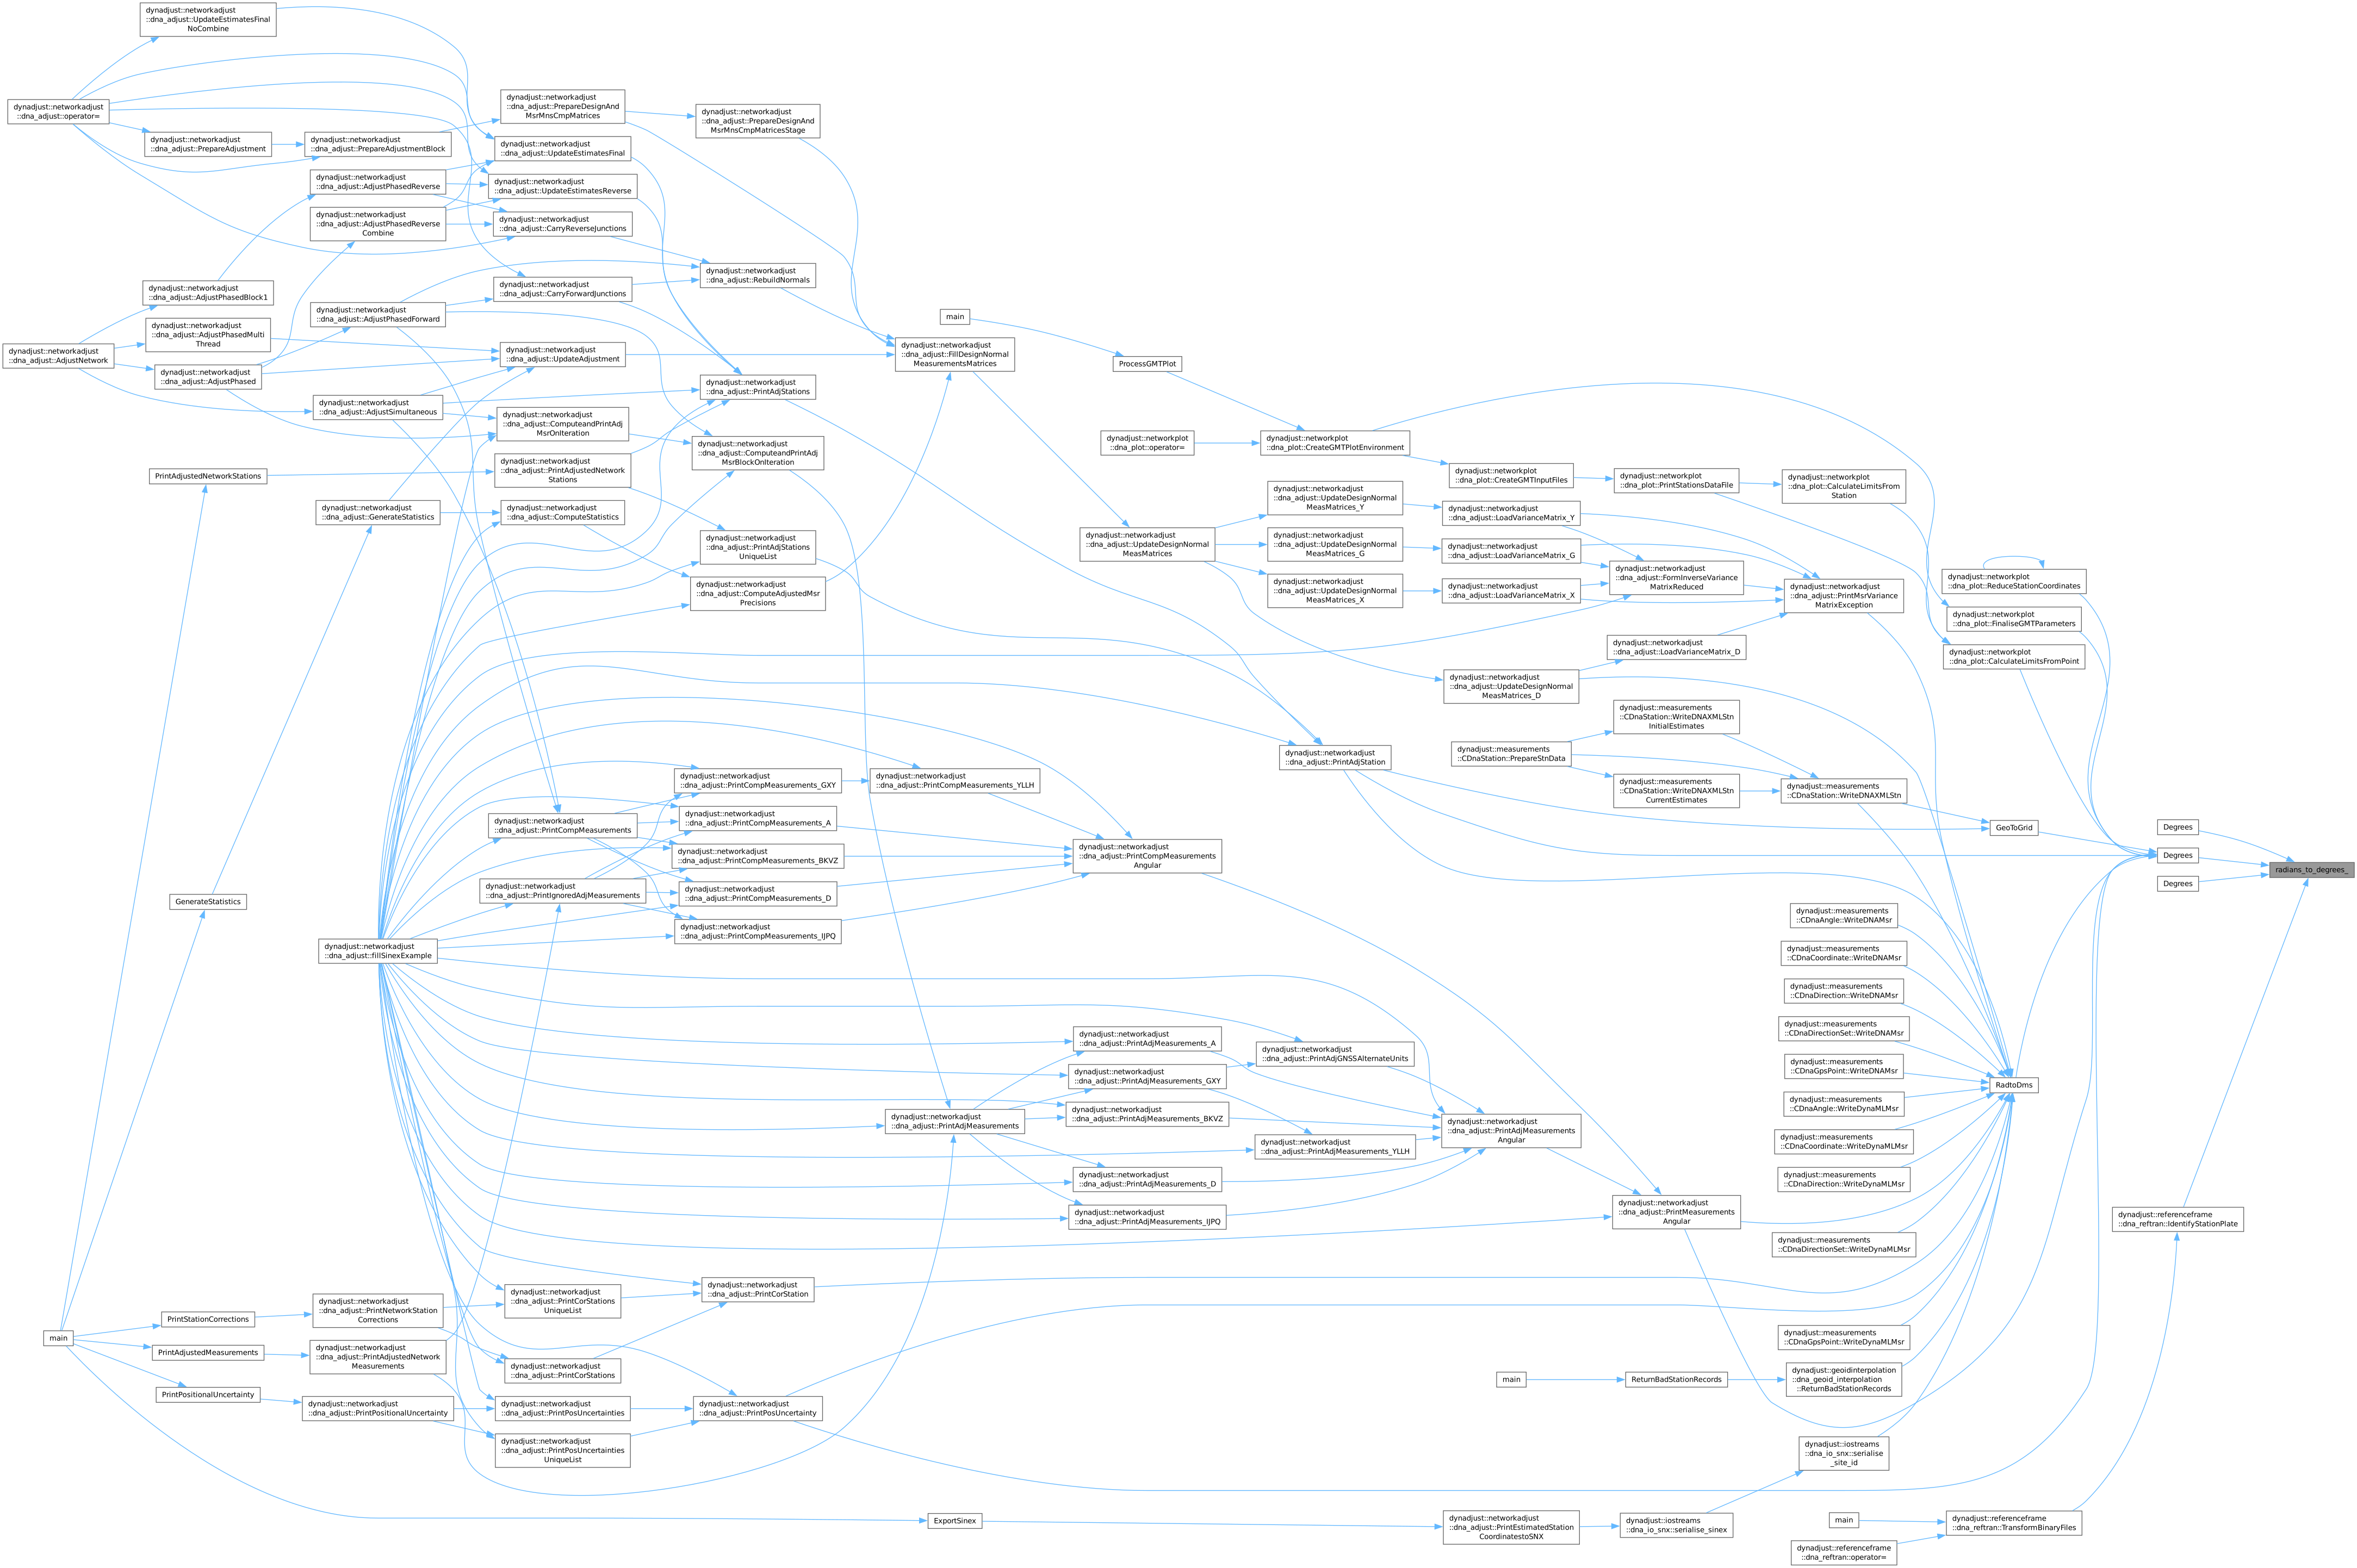 dynadjust::networkadjust
::dna_adjust::UpdateEstimatesFinal
NoCombine
dynadjust::networkadjust
::dna_adjust::operator=
dynadjust::networkadjust
::dna_adjust::PrepareAdjustment
dynadjust::networkadjust
::dna_adjust::PrepareAdjustmentBlock
dynadjust::networkadjust
::dna_adjust::PrepareDesignAnd
MsrMnsCmpMatrices
dynadjust::networkadjust
::dna_adjust::PrepareDesignAnd
MsrMnsCmpMatricesStage
dynadjust::networkadjust
::dna_adjust::UpdateEstimatesFinal
dynadjust::networkadjust
::dna_adjust::AdjustPhasedReverse
dynadjust::networkadjust
::dna_adjust::UpdateEstimatesReverse
dynadjust::networkadjust
::dna_adjust::AdjustPhasedReverse
Combine
dynadjust::networkadjust
::dna_adjust::CarryReverseJunctions
dynadjust::networkadjust
::dna_adjust::RebuildNormals
dynadjust::networkadjust
::dna_adjust::AdjustPhasedBlock1
dynadjust::networkadjust
::dna_adjust::CarryForwardJunctions
dynadjust::networkadjust
::dna_adjust::AdjustPhasedForward
dynadjust::networkadjust
::dna_adjust::AdjustPhasedMulti
Thread
dynadjust::networkadjust
::dna_adjust::AdjustNetwork
dynadjust::networkadjust
::dna_adjust::AdjustPhased
dynadjust::networkadjust
::dna_adjust::UpdateAdjustment
dynadjust::networkadjust
::dna_adjust::FillDesignNormal
MeasurementsMatrices
main
ProcessGMTPlot
dynadjust::networkadjust
::dna_adjust::PrintAdjStations
dynadjust::networkadjust
::dna_adjust::AdjustSimultaneous
dynadjust::networkadjust
::dna_adjust::ComputeandPrintAdj
MsrOnIteration
dynadjust::networkadjust
::dna_adjust::ComputeandPrintAdj
MsrBlockOnIteration
dynadjust::networkplot
::dna_plot::operator=
dynadjust::networkplot
::dna_plot::CreateGMTPlotEnvironment
PrintAdjustedNetworkStations
dynadjust::networkadjust
::dna_adjust::PrintAdjustedNetwork
Stations
dynadjust::networkplot
::dna_plot::CreateGMTInputFiles
dynadjust::networkplot
::dna_plot::PrintStationsDataFile
dynadjust::networkplot
::dna_plot::CalculateLimitsFrom
Station
dynadjust::networkadjust
::dna_adjust::GenerateStatistics
dynadjust::networkadjust
::dna_adjust::ComputeStatistics
dynadjust::networkadjust
::dna_adjust::PrintAdjStations
UniqueList
dynadjust::networkadjust
::dna_adjust::UpdateDesignNormal
MeasMatrices
dynadjust::networkadjust
::dna_adjust::UpdateDesignNormal
MeasMatrices_Y
dynadjust::networkadjust
::dna_adjust::LoadVarianceMatrix_Y
dynadjust::networkadjust
::dna_adjust::UpdateDesignNormal
MeasMatrices_G
dynadjust::networkadjust
::dna_adjust::LoadVarianceMatrix_G
dynadjust::networkadjust
::dna_adjust::UpdateDesignNormal
MeasMatrices_X
dynadjust::networkadjust
::dna_adjust::LoadVarianceMatrix_X
dynadjust::networkadjust
::dna_adjust::FormInverseVariance
MatrixReduced
dynadjust::networkadjust
::dna_adjust::PrintMsrVariance
MatrixException
dynadjust::networkplot
::dna_plot::ReduceStationCoordinates
dynadjust::networkplot
::dna_plot::FinaliseGMTParameters
dynadjust::networkplot
::dna_plot::CalculateLimitsFromPoint
dynadjust::networkadjust
::dna_adjust::ComputeAdjustedMsr
Precisions
dynadjust::networkadjust
::dna_adjust::LoadVarianceMatrix_D
dynadjust::networkadjust
::dna_adjust::UpdateDesignNormal
MeasMatrices_D
dynadjust::measurements
::CDnaStation::WriteDNAXMLStn
InitialEstimates
dynadjust::measurements
::CDnaStation::PrepareStnData
dynadjust::measurements
::CDnaStation::WriteDNAXMLStn
CurrentEstimates
dynadjust::measurements
::CDnaStation::WriteDNAXMLStn
dynadjust::networkadjust
::dna_adjust::PrintAdjStation
GeoToGrid
Degrees
Degrees
Degrees
radians_to_degrees_
dynadjust::networkadjust
::dna_adjust::PrintCompMeasurements_GXY
dynadjust::networkadjust
::dna_adjust::PrintCompMeasurements_YLLH
dynadjust::networkadjust
::dna_adjust::PrintCompMeasurements
dynadjust::networkadjust
::dna_adjust::PrintCompMeasurements_A
dynadjust::networkadjust
::dna_adjust::PrintCompMeasurements_BKVZ
dynadjust::networkadjust
::dna_adjust::PrintCompMeasurements
Angular
dynadjust::networkadjust
::dna_adjust::PrintIgnoredAdjMeasurements
dynadjust::networkadjust
::dna_adjust::PrintCompMeasurements_D
dynadjust::networkadjust
::dna_adjust::PrintCompMeasurements_IJPQ
GenerateStatistics
dynadjust::networkadjust
::dna_adjust::fillSinexExample
dynadjust::measurements
::CDnaAngle::WriteDNAMsr
dynadjust::measurements
::CDnaCoordinate::WriteDNAMsr
dynadjust::measurements
::CDnaDirection::WriteDNAMsr
dynadjust::measurements
::CDnaDirectionSet::WriteDNAMsr
dynadjust::measurements
::CDnaGpsPoint::WriteDNAMsr
RadtoDms
dynadjust::measurements
::CDnaAngle::WriteDynaMLMsr
dynadjust::measurements
::CDnaCoordinate::WriteDynaMLMsr
dynadjust::measurements
::CDnaDirection::WriteDynaMLMsr
dynadjust::networkadjust
::dna_adjust::PrintAdjMeasurements_A
dynadjust::networkadjust
::dna_adjust::PrintAdjGNSSAlternateUnits
dynadjust::networkadjust
::dna_adjust::PrintAdjMeasurements_GXY
dynadjust::networkadjust
::dna_adjust::PrintAdjMeasurements
dynadjust::networkadjust
::dna_adjust::PrintAdjMeasurements_BKVZ
dynadjust::networkadjust
::dna_adjust::PrintAdjMeasurements_YLLH
dynadjust::networkadjust
::dna_adjust::PrintAdjMeasurements
Angular
dynadjust::networkadjust
::dna_adjust::PrintAdjMeasurements_D
dynadjust::networkadjust
::dna_adjust::PrintAdjMeasurements_IJPQ
dynadjust::networkadjust
::dna_adjust::PrintMeasurements
Angular
dynadjust::measurements
::CDnaDirectionSet::WriteDynaMLMsr
dynadjust::referenceframe
::dna_reftran::IdentifyStationPlate
main
PrintStationCorrections
dynadjust::networkadjust
::dna_adjust::PrintNetworkStation
Corrections
dynadjust::networkadjust
::dna_adjust::PrintCorStations
UniqueList
dynadjust::networkadjust
::dna_adjust::PrintCorStation
PrintAdjustedMeasurements
dynadjust::networkadjust
::dna_adjust::PrintAdjustedNetwork
Measurements
dynadjust::networkadjust
::dna_adjust::PrintCorStations
dynadjust::measurements
::CDnaGpsPoint::WriteDynaMLMsr
PrintPositionalUncertainty
dynadjust::networkadjust
::dna_adjust::PrintPositionalUncertainty
dynadjust::networkadjust
::dna_adjust::PrintPosUncertainties
dynadjust::networkadjust
::dna_adjust::PrintPosUncertainty
dynadjust::networkadjust
::dna_adjust::PrintPosUncertainties
UniqueList
main
ReturnBadStationRecords
dynadjust::geoidinterpolation
::dna_geoid_interpolation
::ReturnBadStationRecords
dynadjust::iostreams
::dna_io_snx::serialise
_site_id
ExportSinex
dynadjust::networkadjust
::dna_adjust::PrintEstimatedStation
CoordinatestoSNX
dynadjust::iostreams
::dna_io_snx::serialise_sinex
main
dynadjust::referenceframe
::dna_reftran::TransformBinaryFiles
dynadjust::referenceframe
::dna_reftran::operator=